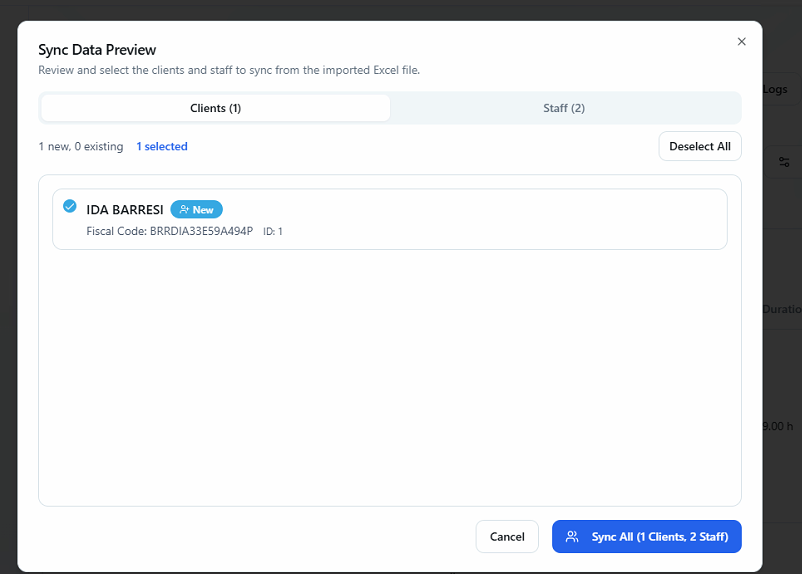 Sync Data Preview
Review and select the clients and staff to sync from the imported Excel file.
Clients (1)
Staff (2)
1 new, 0 existing 1 selected
Deselect All
IDA BARRESI New
Fiscal Code: BRRDIA33E59A494P ID: 1
Cancel
Sync All (1 Clients, 2 Staff)
Logs
Duratio
9.00 h